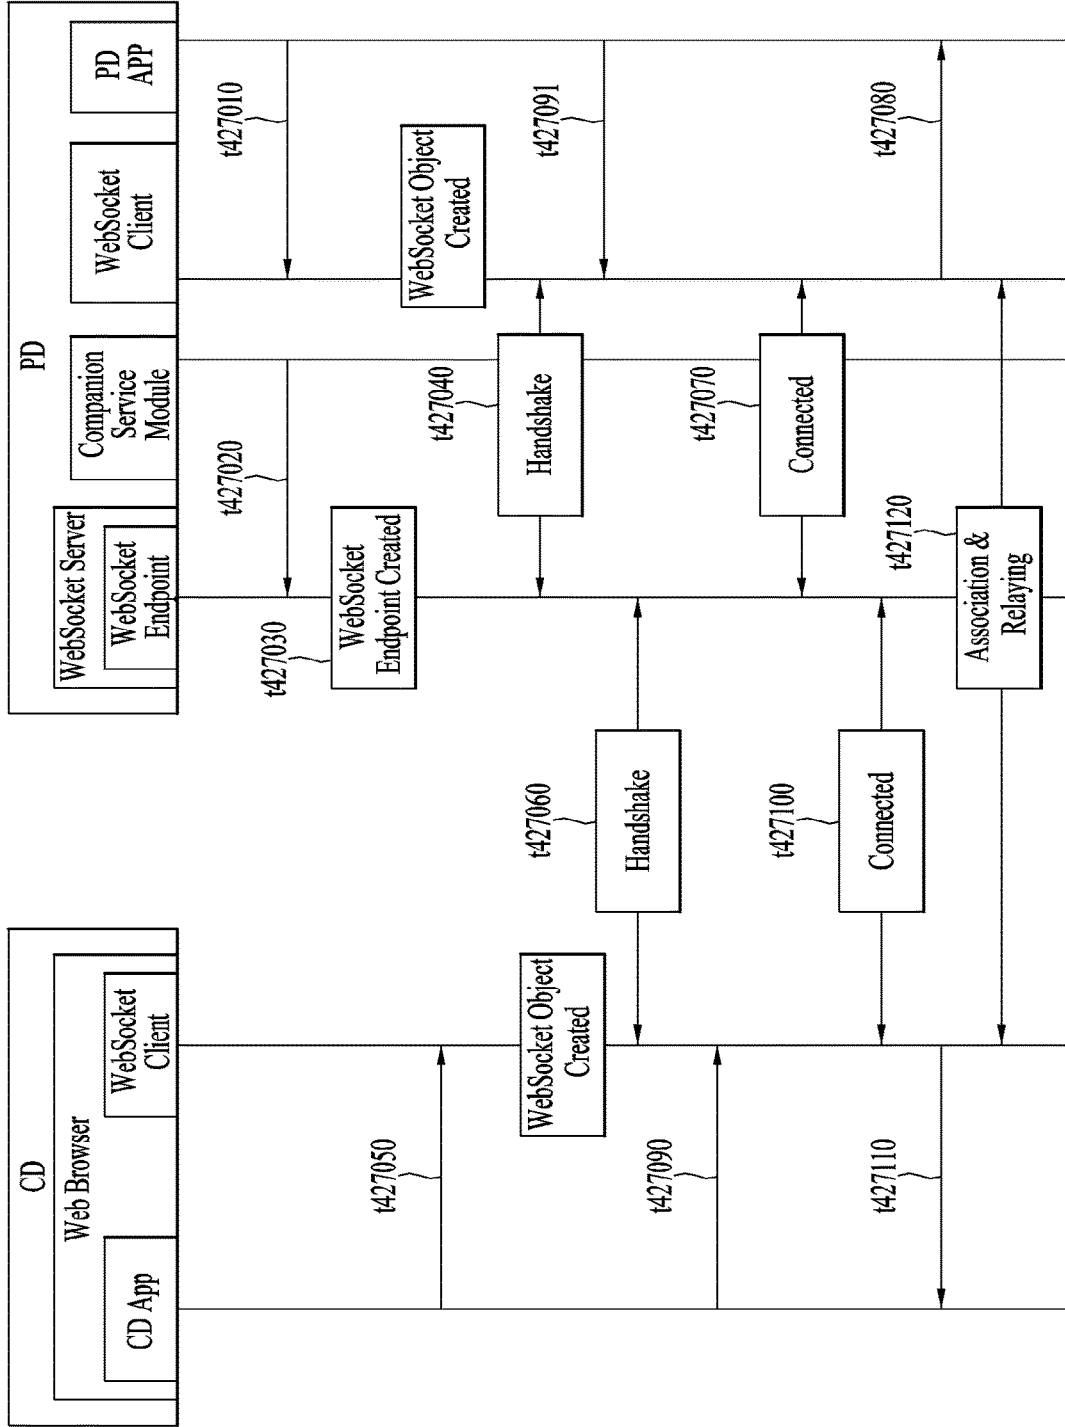 CD
Web Browser
CD App
WebSocket
Client
PD
WebSocket Server
WebSocket
Endpoint
Companion
Service
Module
WebSocket
Client
PD
APP
t427010
t427020
t427030
WebSocket
Endpoint Created
WebSocket Object
Created
t427050
t427040
Handshake
WebSocket Object
Created
t427091
t427060
Handshake
t427090
t427070
Connected
t427100
Connected
t427110
t427080
t427120
Association &
Relaying